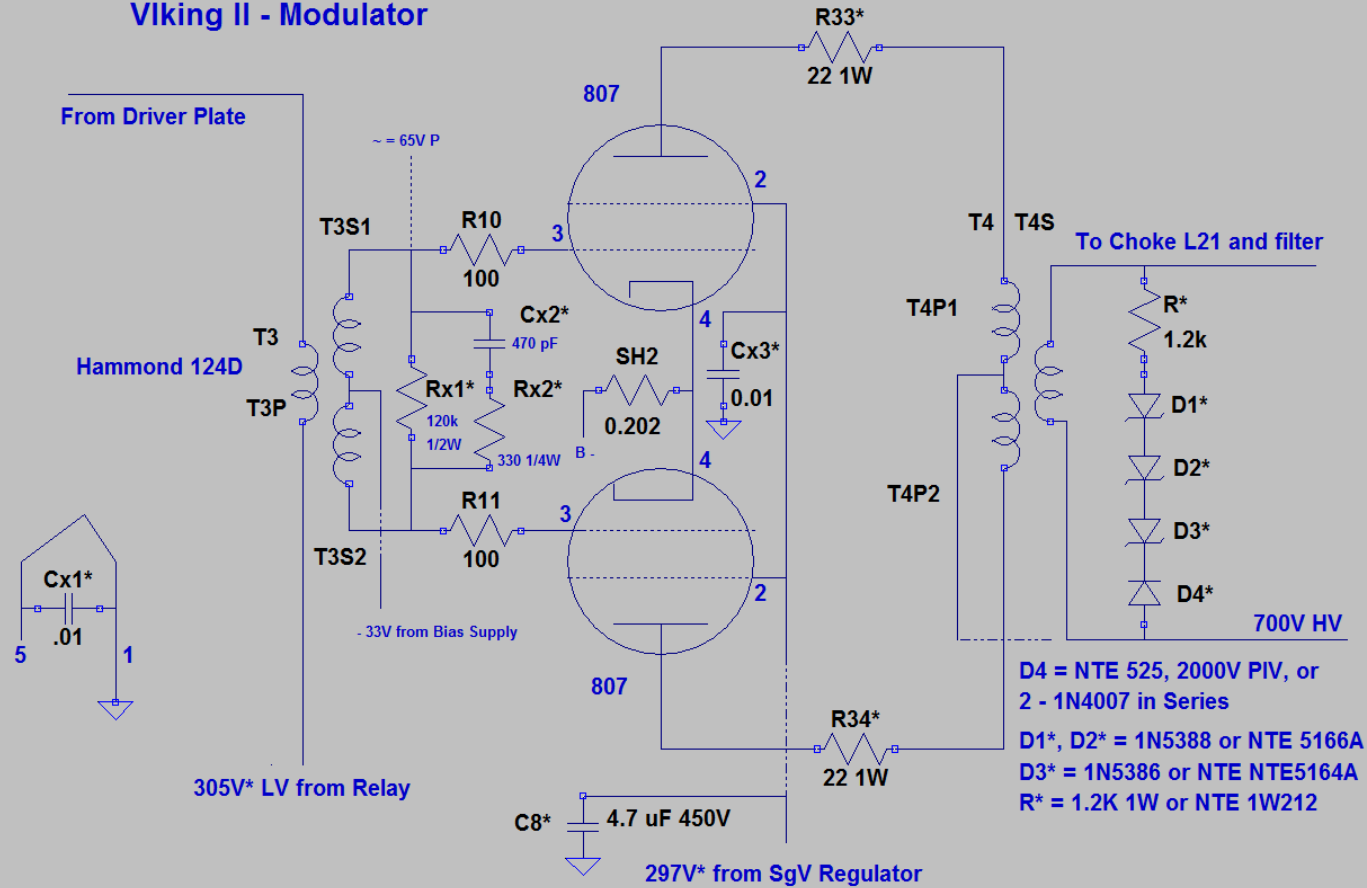 VIking II - Modulator
R33*
22 1W
From Driver Plate
807
~ = 65V P
2
T3S1
R10
3
100
T4 T4S
To Choke L21 and filter
T4P1
R*
1.2k
4
Cx2*
470 pF
Cx3*
0.01
T3
Hammond 124D
T3P
SH2
0.202
B -
Rx1*
120k
1/2W
Rx2*
330 1/4W
D1*
D2*
D3*
D4*
4
T4P2
R11
3
100
T3S2
2
Cx1*
.01
5
1
- 33V from Bias Supply
700V HV
807
D4 = NTE 525, 2000V PIV, or
2 - 1N4007 in Series
D1*, D2* = 1N5388 or NTE 5166A
D3* = 1N5386 or NTE NTE5164A
R* = 1.2K 1W or NTE 1W212
R34*
22 1W
305V* LV from Relay
C8*
4.7 uF 450V
297V* from SgV Regulator